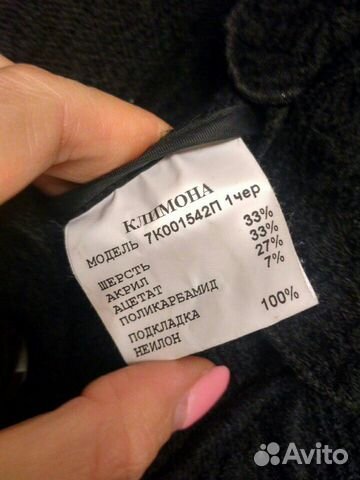 КЛИМОНА
МОДЕЛЬ 7К001542П 1чер
ШЕРСТЬ 33%
АКРИЛ 33%
АЦЕТАТ 27%
ПОЛИКАРБАМИД 7%
ПОДКЛАДКА
НЕЙЛОН 100%
Avito